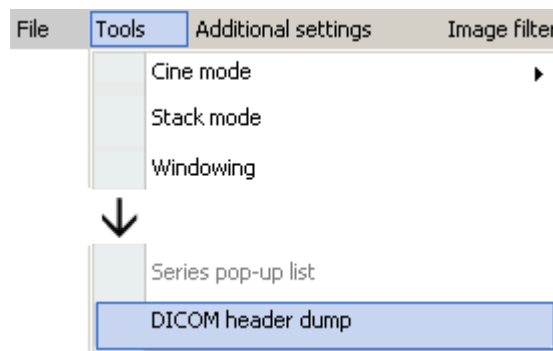 File Tools Additional settings Image filter
Cine mode
Stack mode
Windowing
Series pop-up list
DICOM header dump